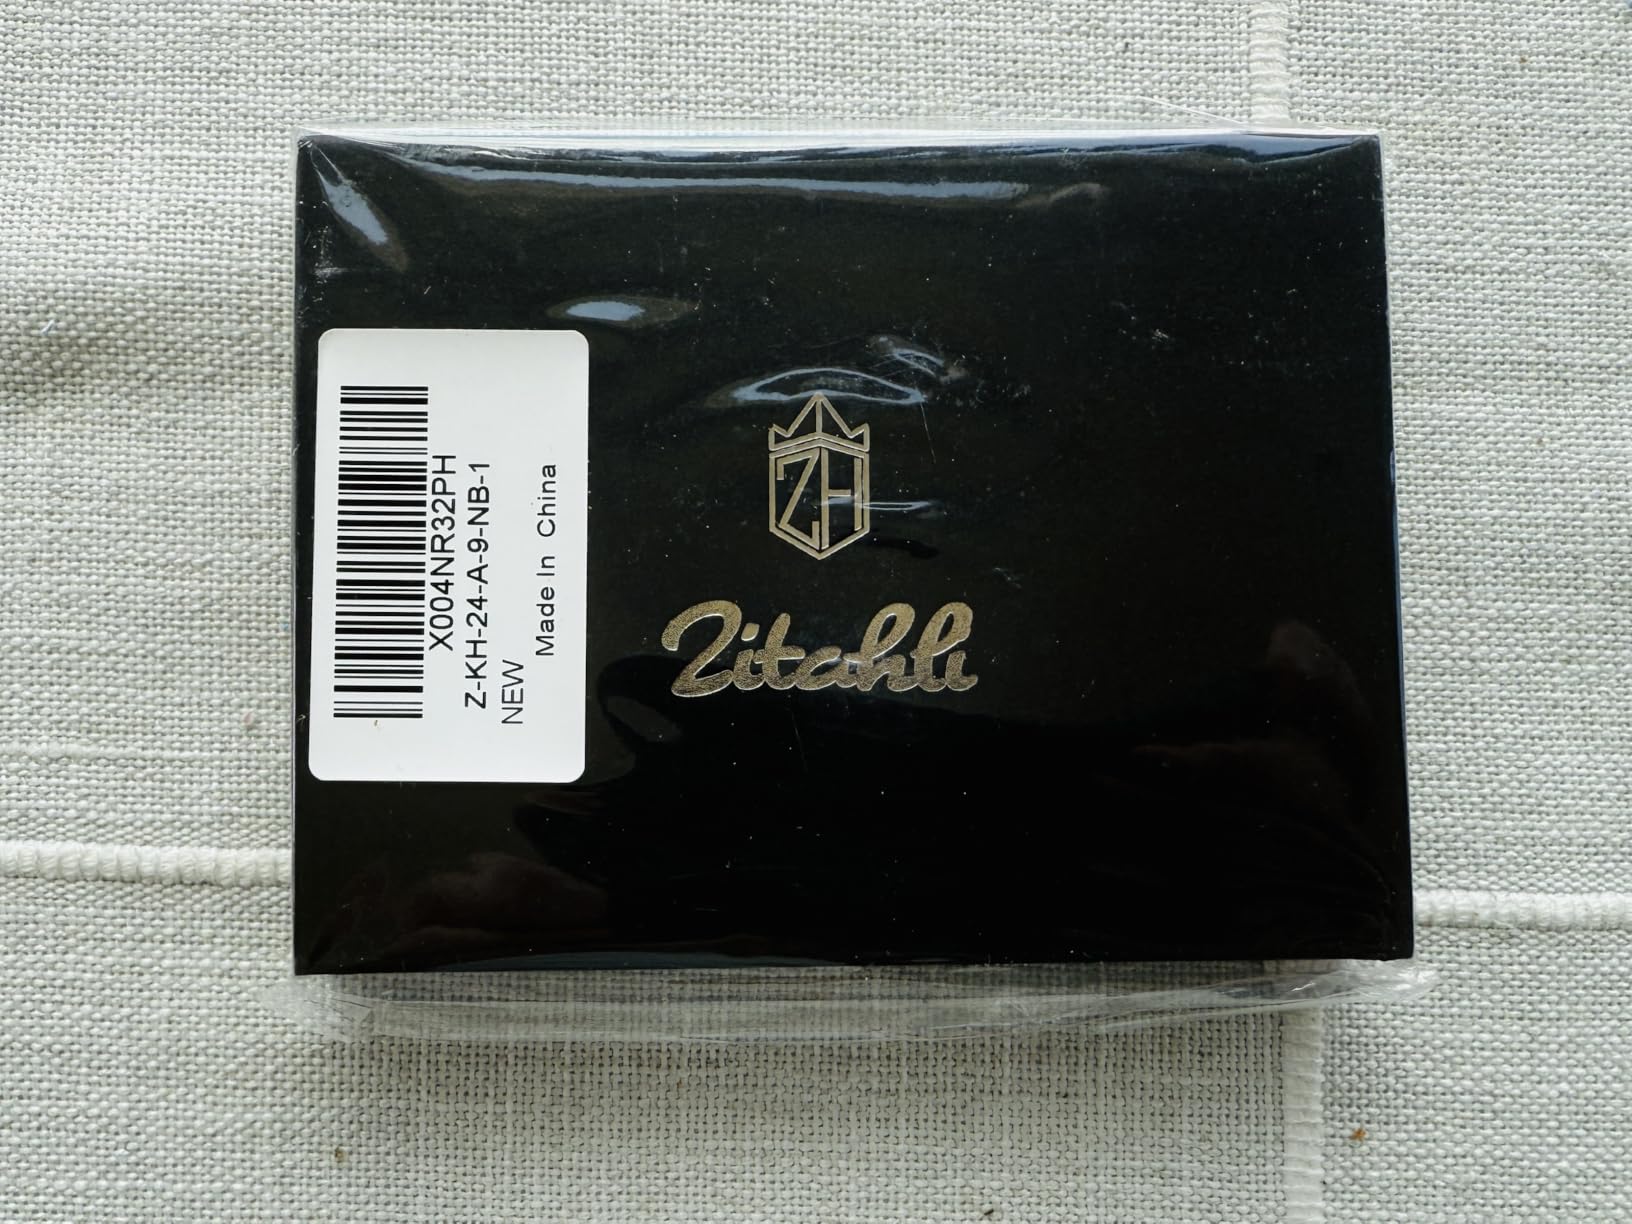 X004NR32PH
Z-KH-24-A-9-NB-1
NEW
Made In China
ZH
Zitahli